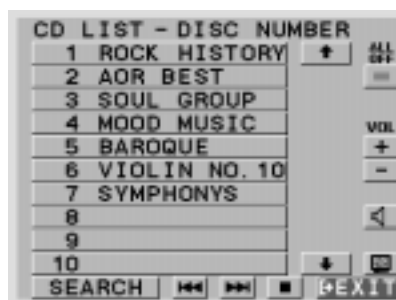 CD LIST - DISC NUMBER
1 ROCK HISTORY
ALL OFF
2 AOR BEST
3 SOUL GROUP
4 MOOD MUSIC
VOL
5 BAROQUE
+
6 VIOLIN NO. 10
-
7 SYMPHONYS
8
9
10
SEARCH
EXIT